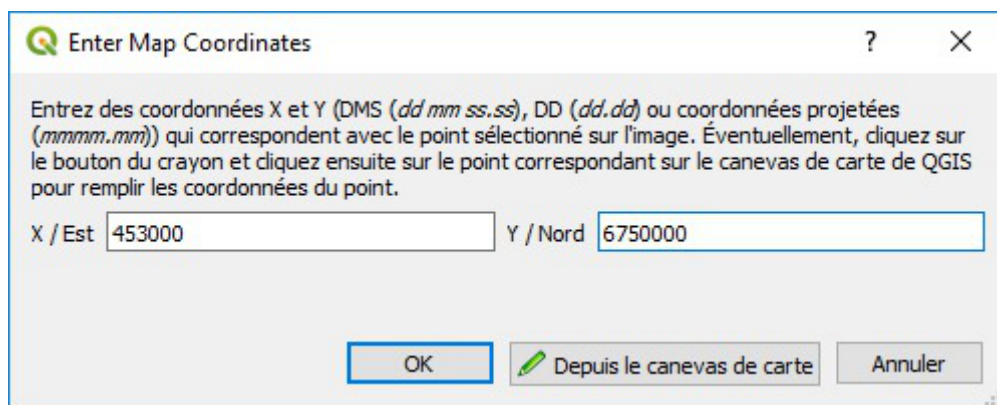 Enter Map Coordinates ?
Entrez des coordonnées X et Y (DMS (dd mm ss.ss), DD (dd.dd) ou coordonnées projetées
(mmmm.mm)) qui correspondent avec le point sélectionné sur l'image. Éventuellement, cliquez sur
le bouton du crayon et cliquez ensuite sur le point correspondant sur le canevas de carte de QGIS
pour remplir les coordonnées du point.
X / Est 453000 Y / Nord 6750000
OK Depuis le canevas de carte Annuler